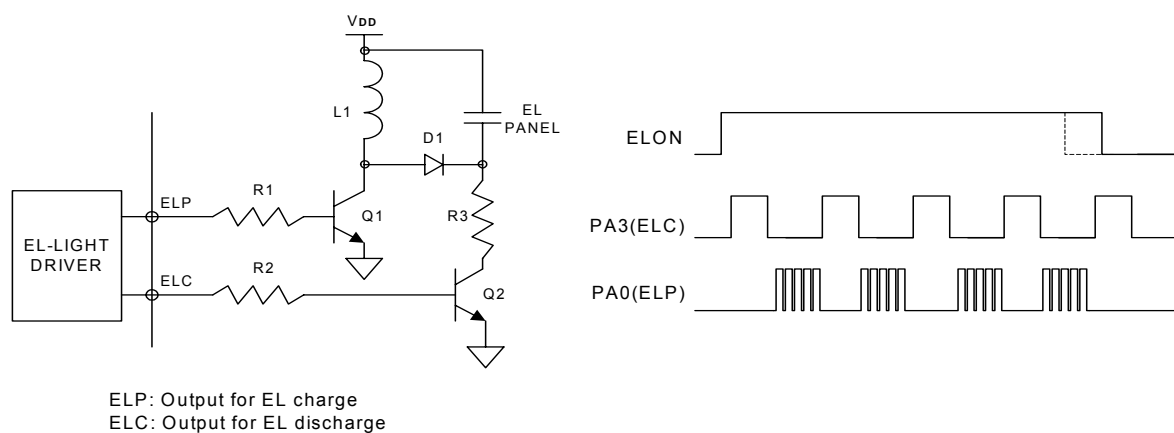 VDD
L1
EL
PANEL
D1
R1
ELP
Q1
R3
EL-LIGHT
DRIVER
ELC
R2
Q2
ELP: Output for EL charge
ELC: Output for EL discharge
ELON
PA3(ELC)
PA0(ELP)